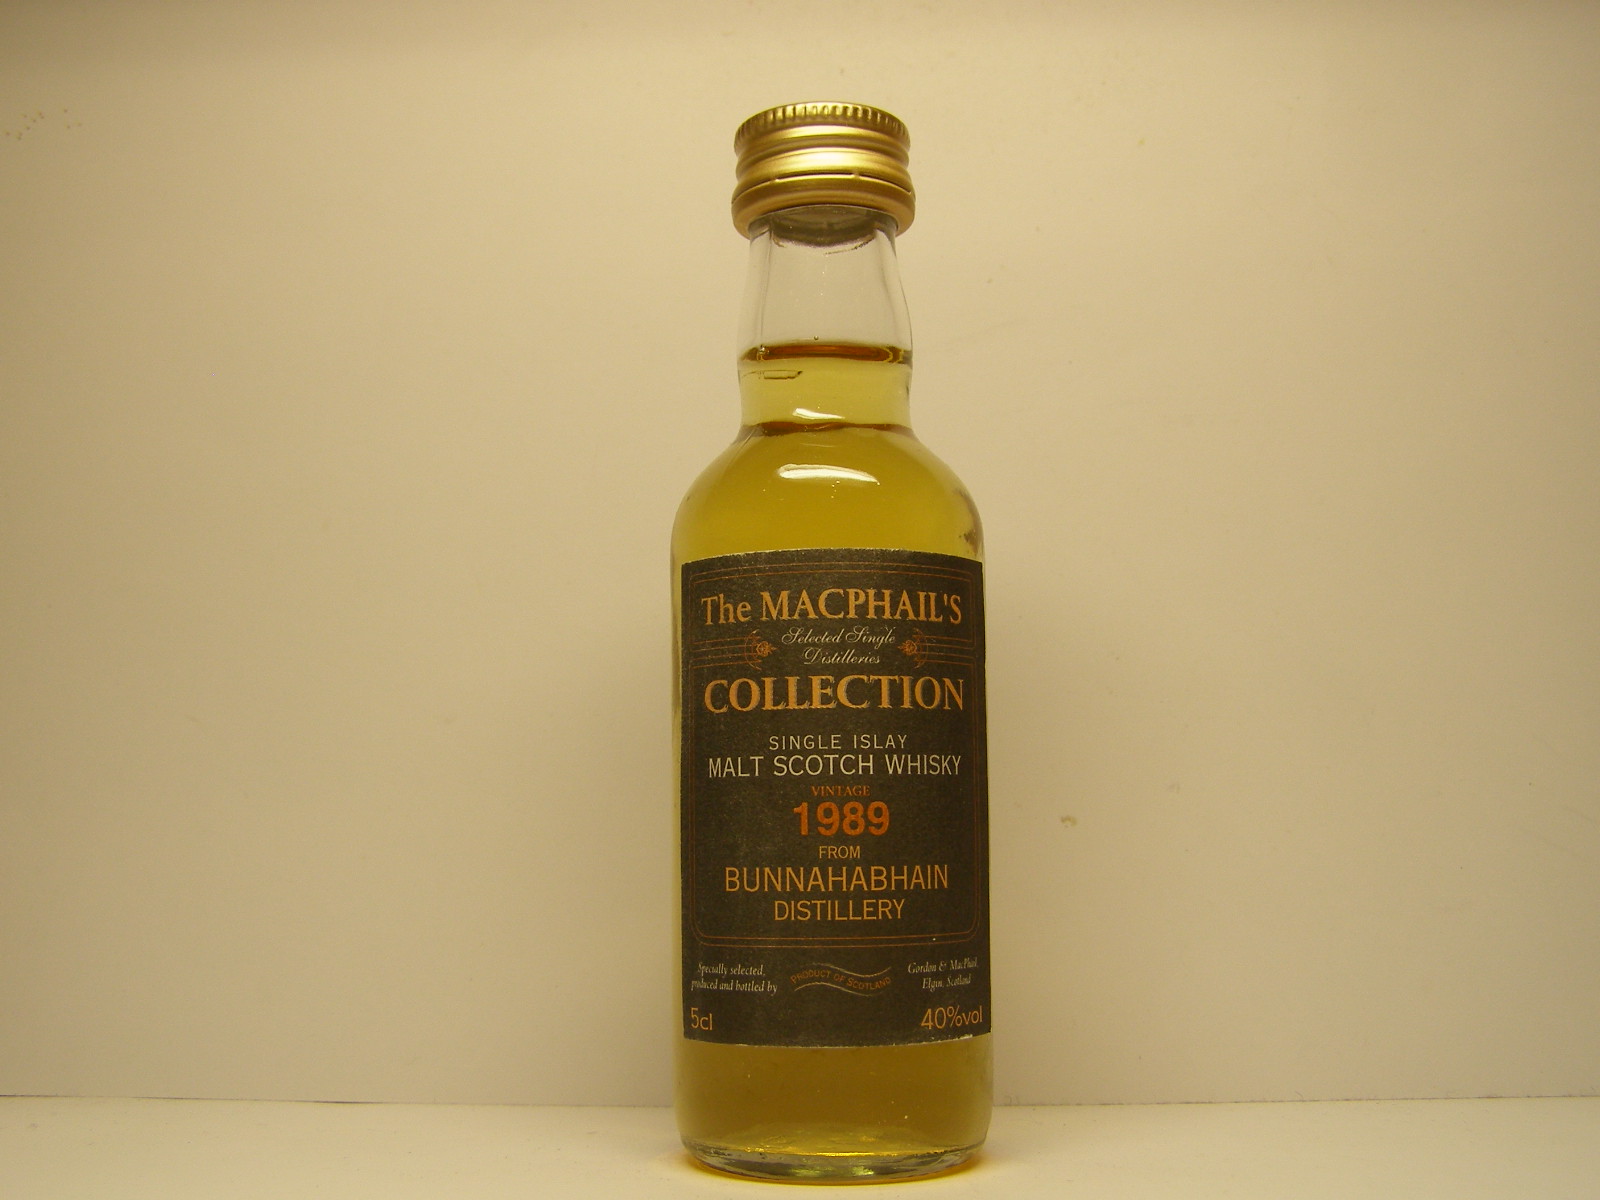 The MACPHAIL'S
Selected Single
Distilleries
COLLECTION
SINGLE ISLAY
MALT SCOTCH WHISKY
VINTAGE
1989
FROM
BUNNAHABHAIN
DISTILLERY
Specially selected,
produced and bottled by
PRODUCT OF SCOTLAND
Gordon & MacPhail,
Elgin, Scotland
5cl
40%vol